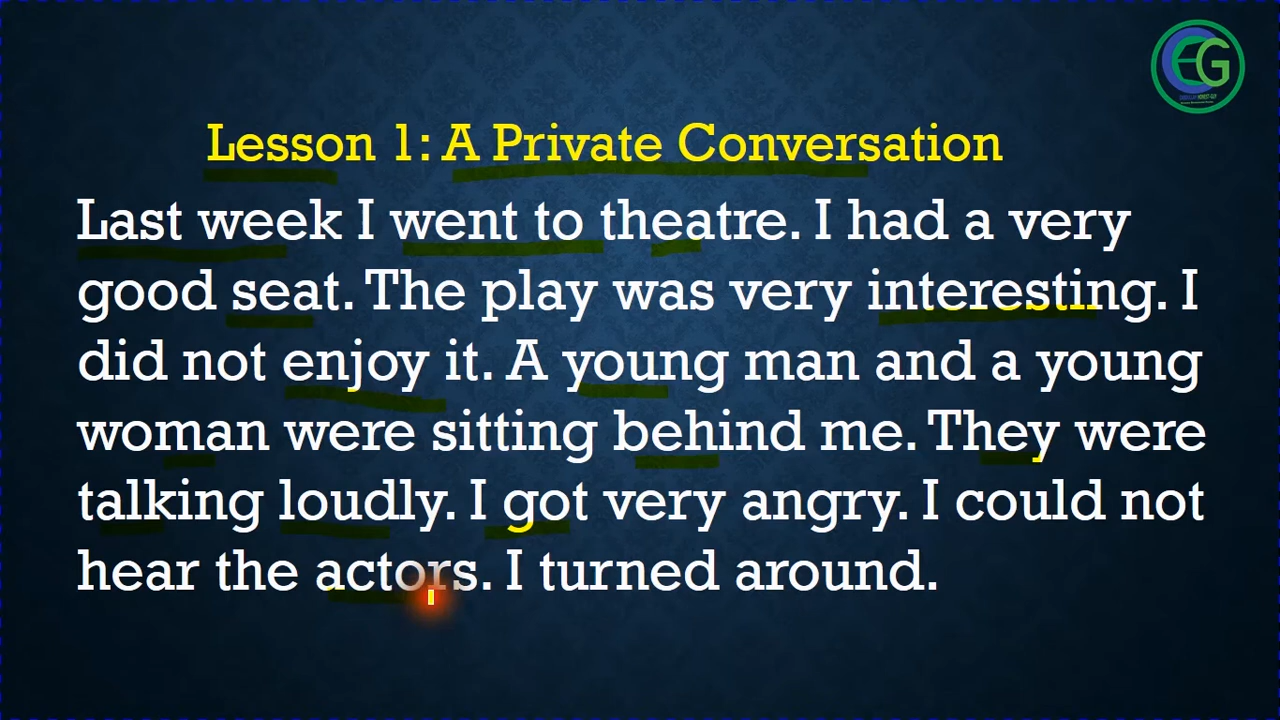 Lesson 1: A Private Conversation
Last week I went to theatre. I had a very
good seat. The play was very interesting. I
did not enjoy it. A young man and a young
woman were sitting behind me. They were
talking loudly. I got very angry. I could not
hear the actors. I turned around.